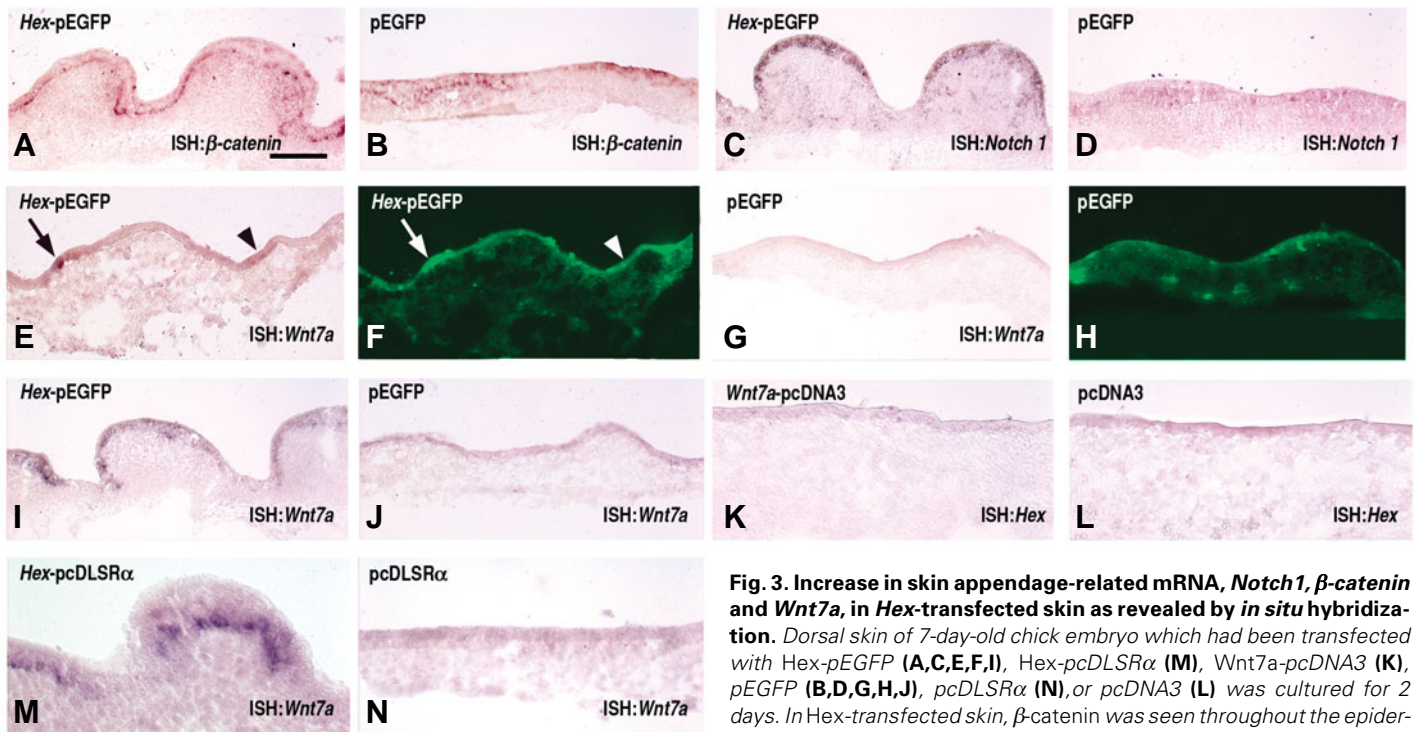 Hex-pEGFP
A
ISH:β-catenin
pEGFP
B
ISH:β-catenin
Hex-pEGFP
C
ISH:Notch 1
pEGFP
D
ISH:Notch 1
Hex-pEGFP
E
ISH:Wnt7a
Hex-pEGFP
F
pEGFP
G
ISH:Wnt7a
pEGFP
H
Hex-pEGFP
I
ISH:Wnt7a
pEGFP
J
ISH:Wnt7a
Wnt7a-pcDNA3
K
ISH:Hex
pcDNA3
L
ISH:Hex
Hex-pcDLSRα
M
ISH:Wnt7a
pcDLSRα
N
ISH:Wnt7a
Fig. 3. Increase in skin appendage-related mRNA, Notch1, β-catenin
and Wnt7a, in Hex-transfected skin as revealed by in situ hybridiza-
tion. Dorsal skin of 7-day-old chick embryo which had been transfected
with Hex-pEGFP (A,C,E,F,I), Hex-pcDLSRα (M), Wnt7a-pcDNA3 (K),
pEGFP (B,D,G,H,J), pcDLSRα (N),or pcDNA3 (L) was cultured for 2
days. In Hex-transfected skin, β-catenin was seen throughout the epider-